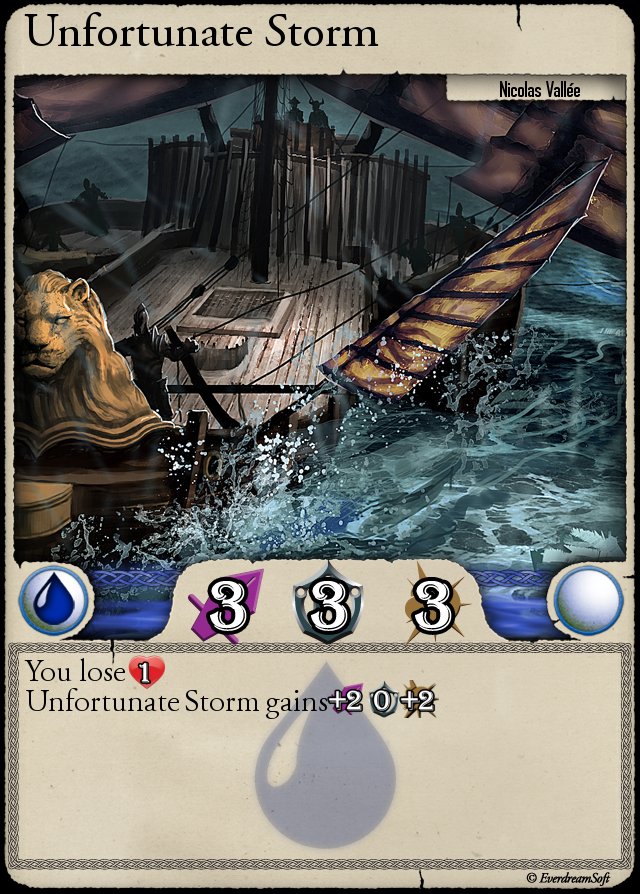 Unfortunate Storm
Nicolas Vallée
3 3 3
You lose 1
Unfortunate Storm gains +2 0 +2
© EverdreamSoft